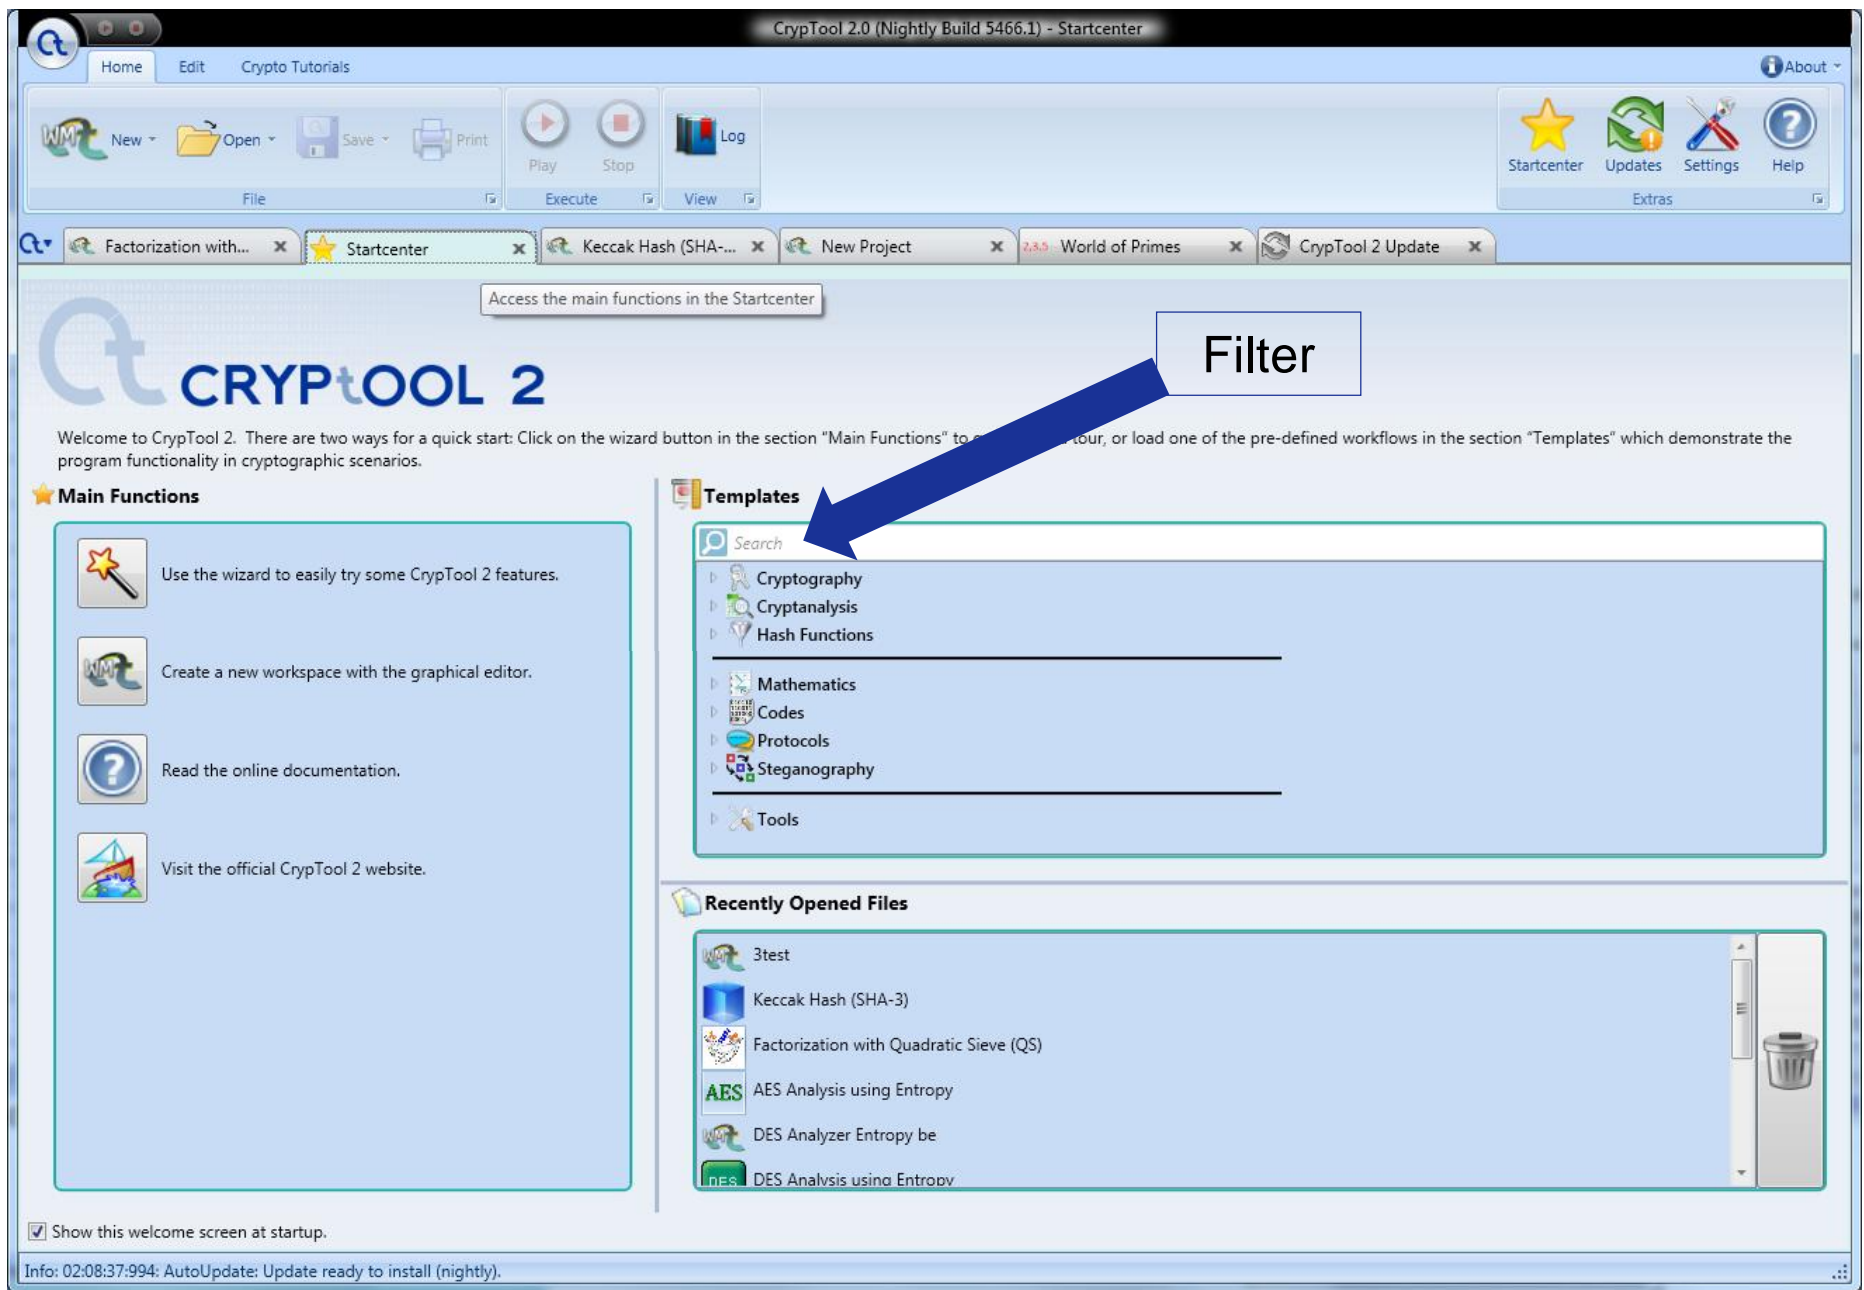 CrypTool 2.0 (Nightly Build 5466.1) - Startcenter
Home Edit Crypto Tutorials About
New Open Save Print Play Stop Log Startcenter Updates Settings Help
File Execute View Extras
Factorization with... Startcenter Keccak Hash (SHA-... New Project 2,3,5 World of Primes CrypTool 2 Update
Access the main functions in the Startcenter
Filter
CRYPtOOL 2
Welcome to CrypTool 2. There are two ways for a quick start: Click on the wizard button in the section "Main Functions" to tour, or load one of the pre-defined workflows in the section "Templates" which demonstrate the
program functionality in cryptographic scenarios.
Main Functions
Use the wizard to easily try some CrypTool 2 features.
Create a new workspace with the graphical editor.
Read the online documentation.
Visit the official CrypTool 2 website.
Templates
Search
Cryptography
Cryptanalysis
Hash Functions
Mathematics
Codes
Protocols
Steganography
Tools
Recently Opened Files
3test
Keccak Hash (SHA-3)
Factorization with Quadratic Sieve (QS)
AES AES Analysis using Entropy
DES Analyzer Entropy be
DES DES Analysis using Entropy
Show this welcome screen at startup.
Info: 02:08:37:994: AutoUpdate: Update ready to install (nightly).